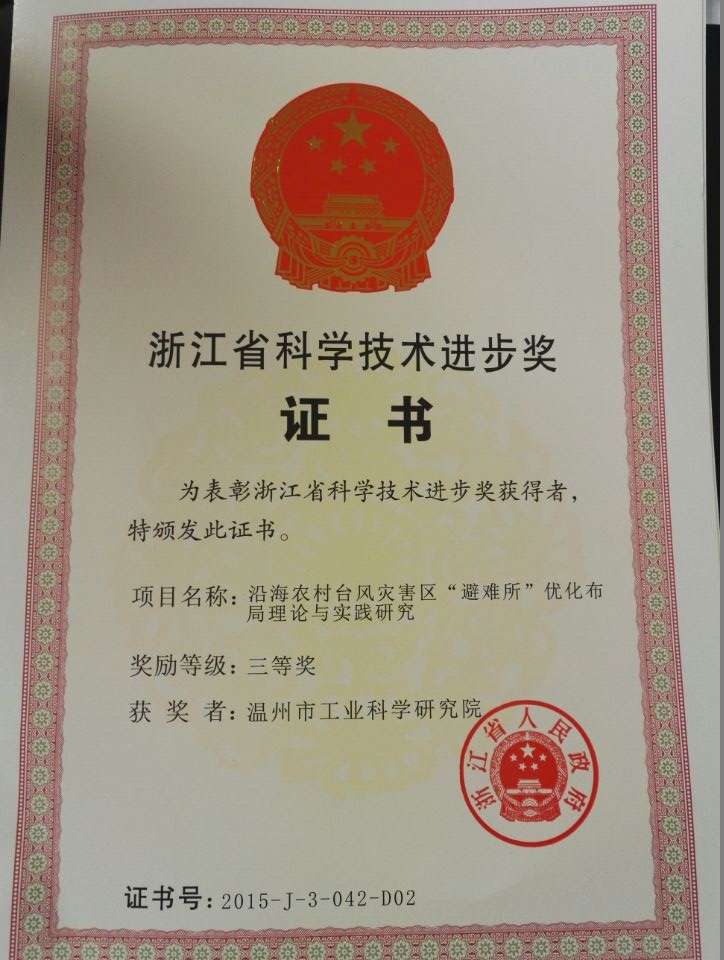 浙江省科学技术进步奖
证 书
为表彰浙江省科学技术进步奖获得者，
特颁发此证书。
项目名称：沿海农村台风灾害区“避难所”优化布
局理论与实践研究
奖励等级：三等奖
获 奖 者：温州市工业科学研究院
浙江省人民政府
证书号：2015-J-3-042-D02